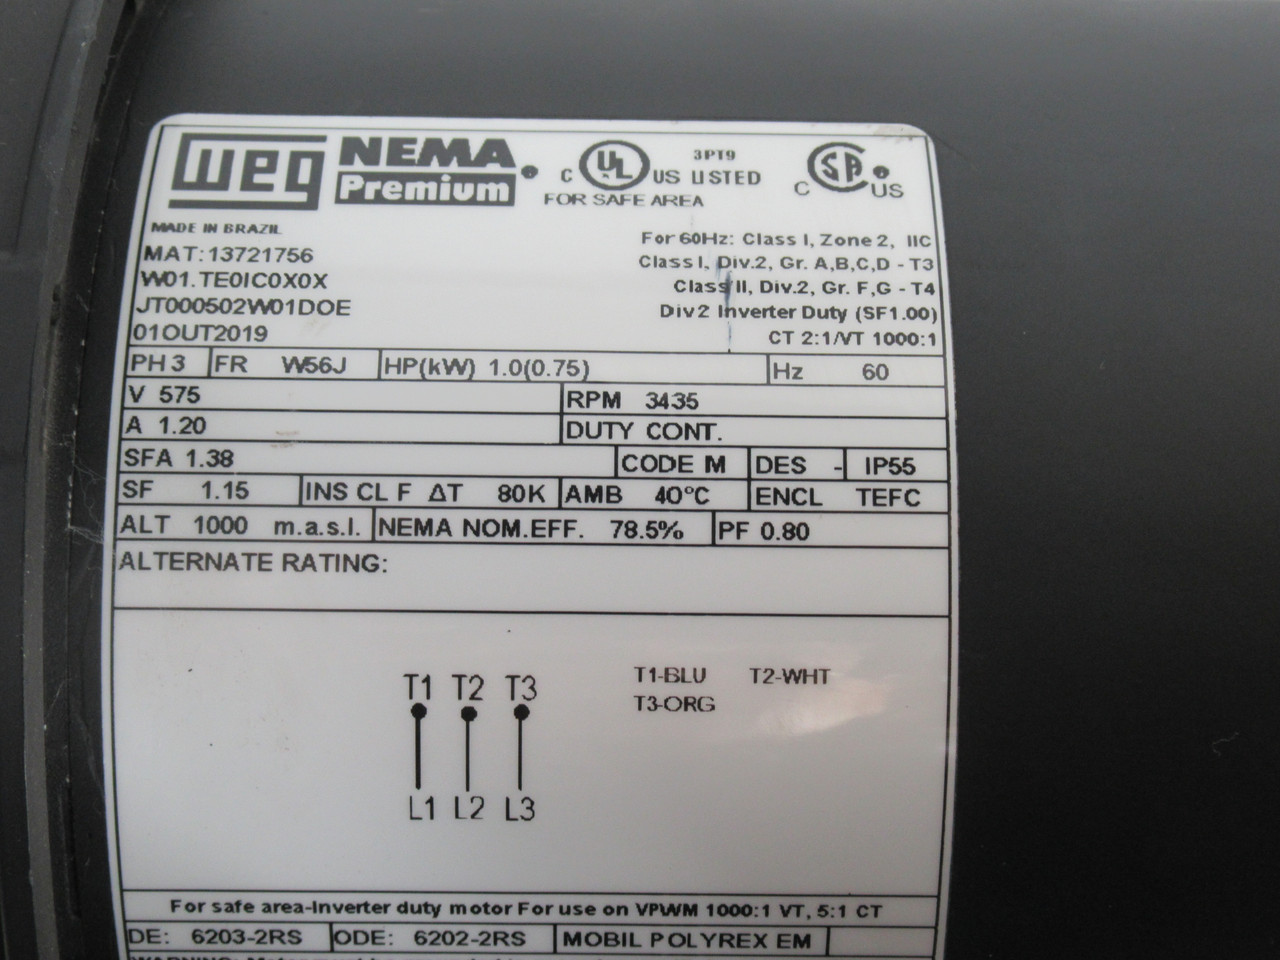 WEG NEMA Premium
C UL US LISTED 3PT9
FOR SAFE AREA
C SA US
MADE IN BRAZIL
MAT:13721756
W01.TE0IC0X0X
JT000502W01DOE
01OUT2019
For 60Hz: Class I, Zone 2, IIC
Class I, Div.2, Gr. A,B,C,D - T3
Class II, Div.2, Gr. F,G - T4
Div2 Inverter Duty (SF1.00)
CT 2:1/VT 1000:1
PH 3 FR W56J HP(kW) 1.0(0.75) Hz 60
V 575 RPM 3435
A 1.20 DUTY CONT.
SFA 1.38 CODE M DES - IP55
SF 1.15 INS CL F ΔT 80K AMB 40°C ENCL TEFC
ALT 1000 m.a.s.l. NEMA NOM.EFF. 78.5% PF 0.80
ALTERNATE RATING:
T1 T2 T3
T1-BLU T2-WHT
T3-ORG
L1 L2 L3
For safe area-Inverter duty motor For use on VPWM 1000:1 VT, 5:1 CT
DE: 6203-2RS ODE: 6202-2RS MOBIL POLYREX EM